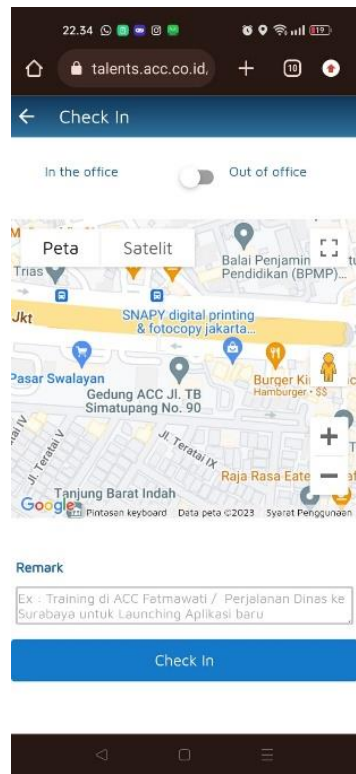 22.34
19
talents.acc.co.id,
10
Check In
In the office
Out of office
Peta
Satelit
Balai Penjamin
Pendidikan (BPMP)...
Trias
Jkt
SNAPY digital printing
& fotocopy jakarta...
Pasar Swalayan
Gedung ACC Jl. TB
Simatupang No. 90
Burger Ki
Hamburger • $$
Jl. Teratai IX
Jl. Teratai
Raja Rasa Eate
Tanjung Barat Indah
Google
Pintasan keyboard
Data peta ©2023
Syarat Penggunaan
Remark
Ex : Training di ACC Fatmawati / Perjalanan Dinas ke
Surabaya untuk Launching Aplikasi baru
Check In